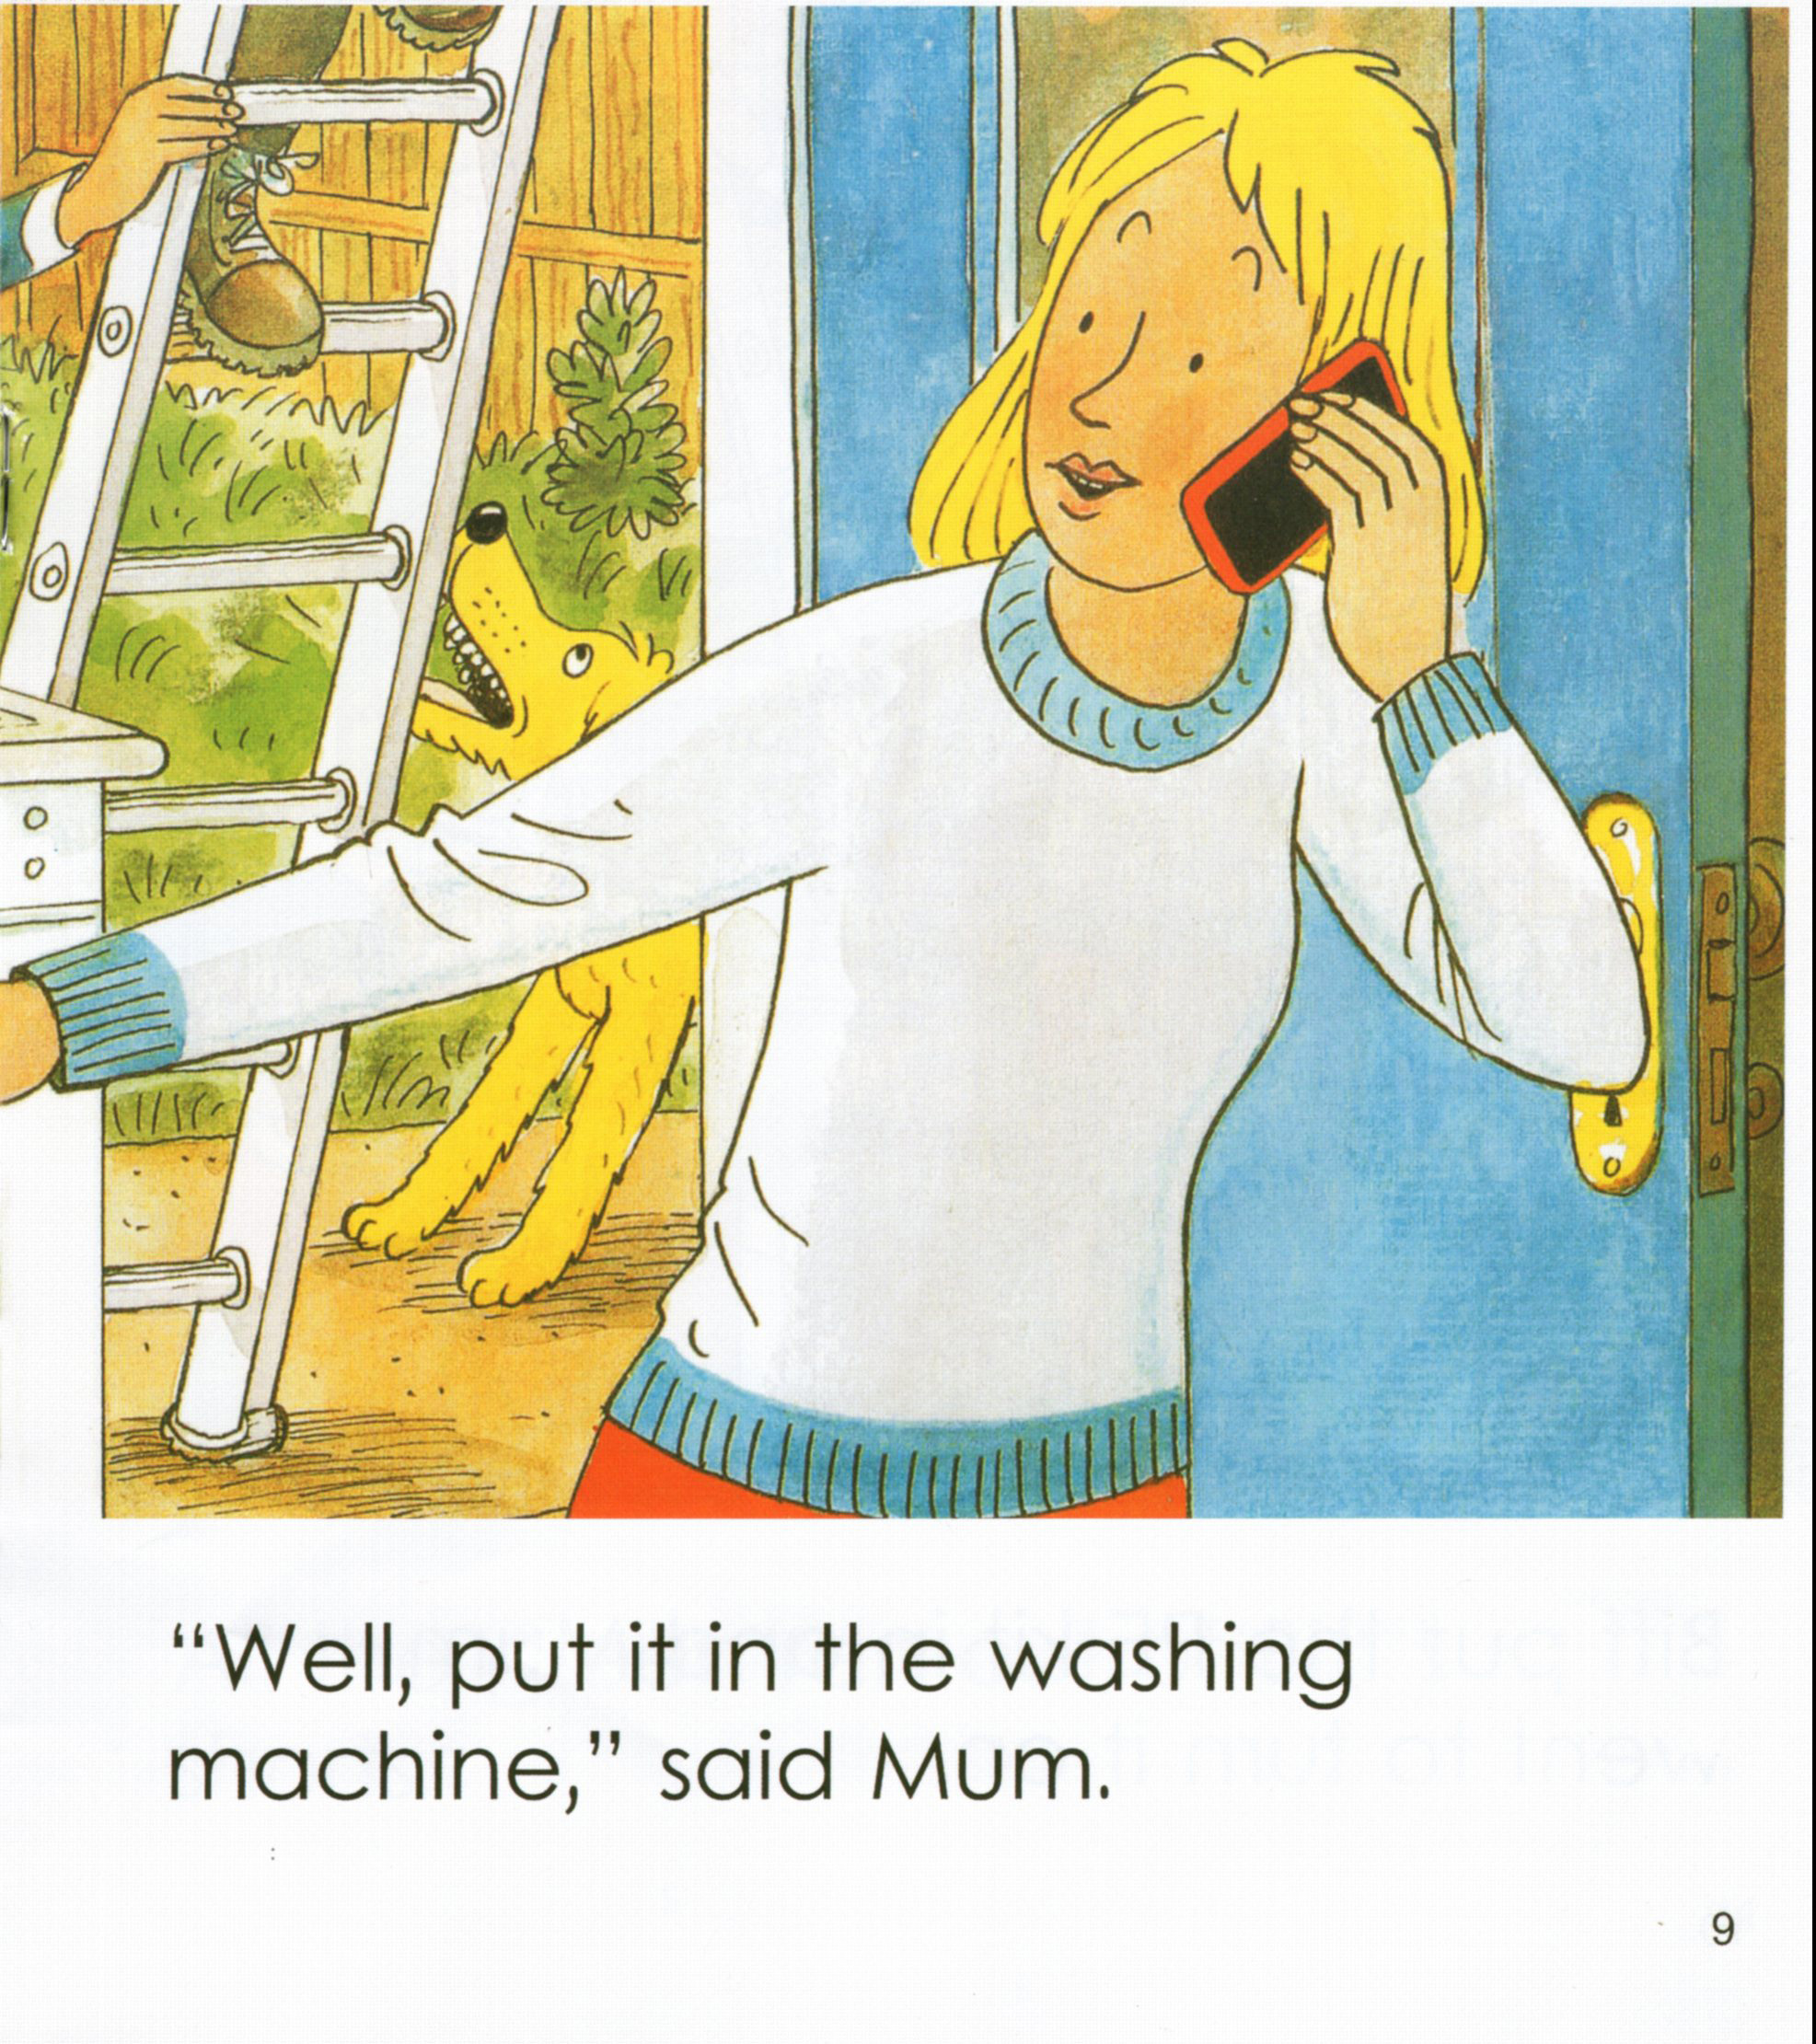 “Well, put it in the washing
machine,” said Mum.
9